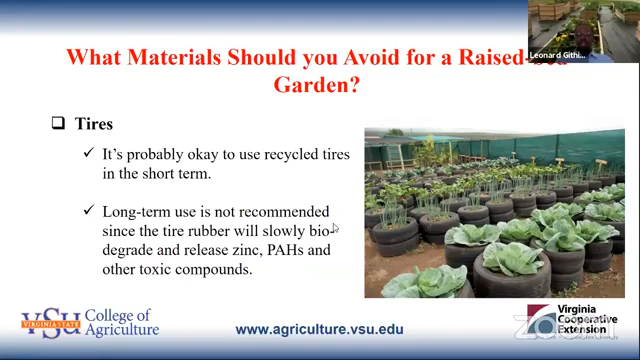 Leonard Githi...
What Materials Should you Avoid for a Raised-bed
Garden?
Tires
It's probably okay to use recycled tires
in the short term.
Long-term use is not recommended
since the tire rubber will slowly bio-
degrade and release zinc, PAHs and
other toxic compounds.
VSU
VIRGINIA STATE
College of
Agriculture
www.agriculture.vsu.edu
Virginia
Cooperative
Extension